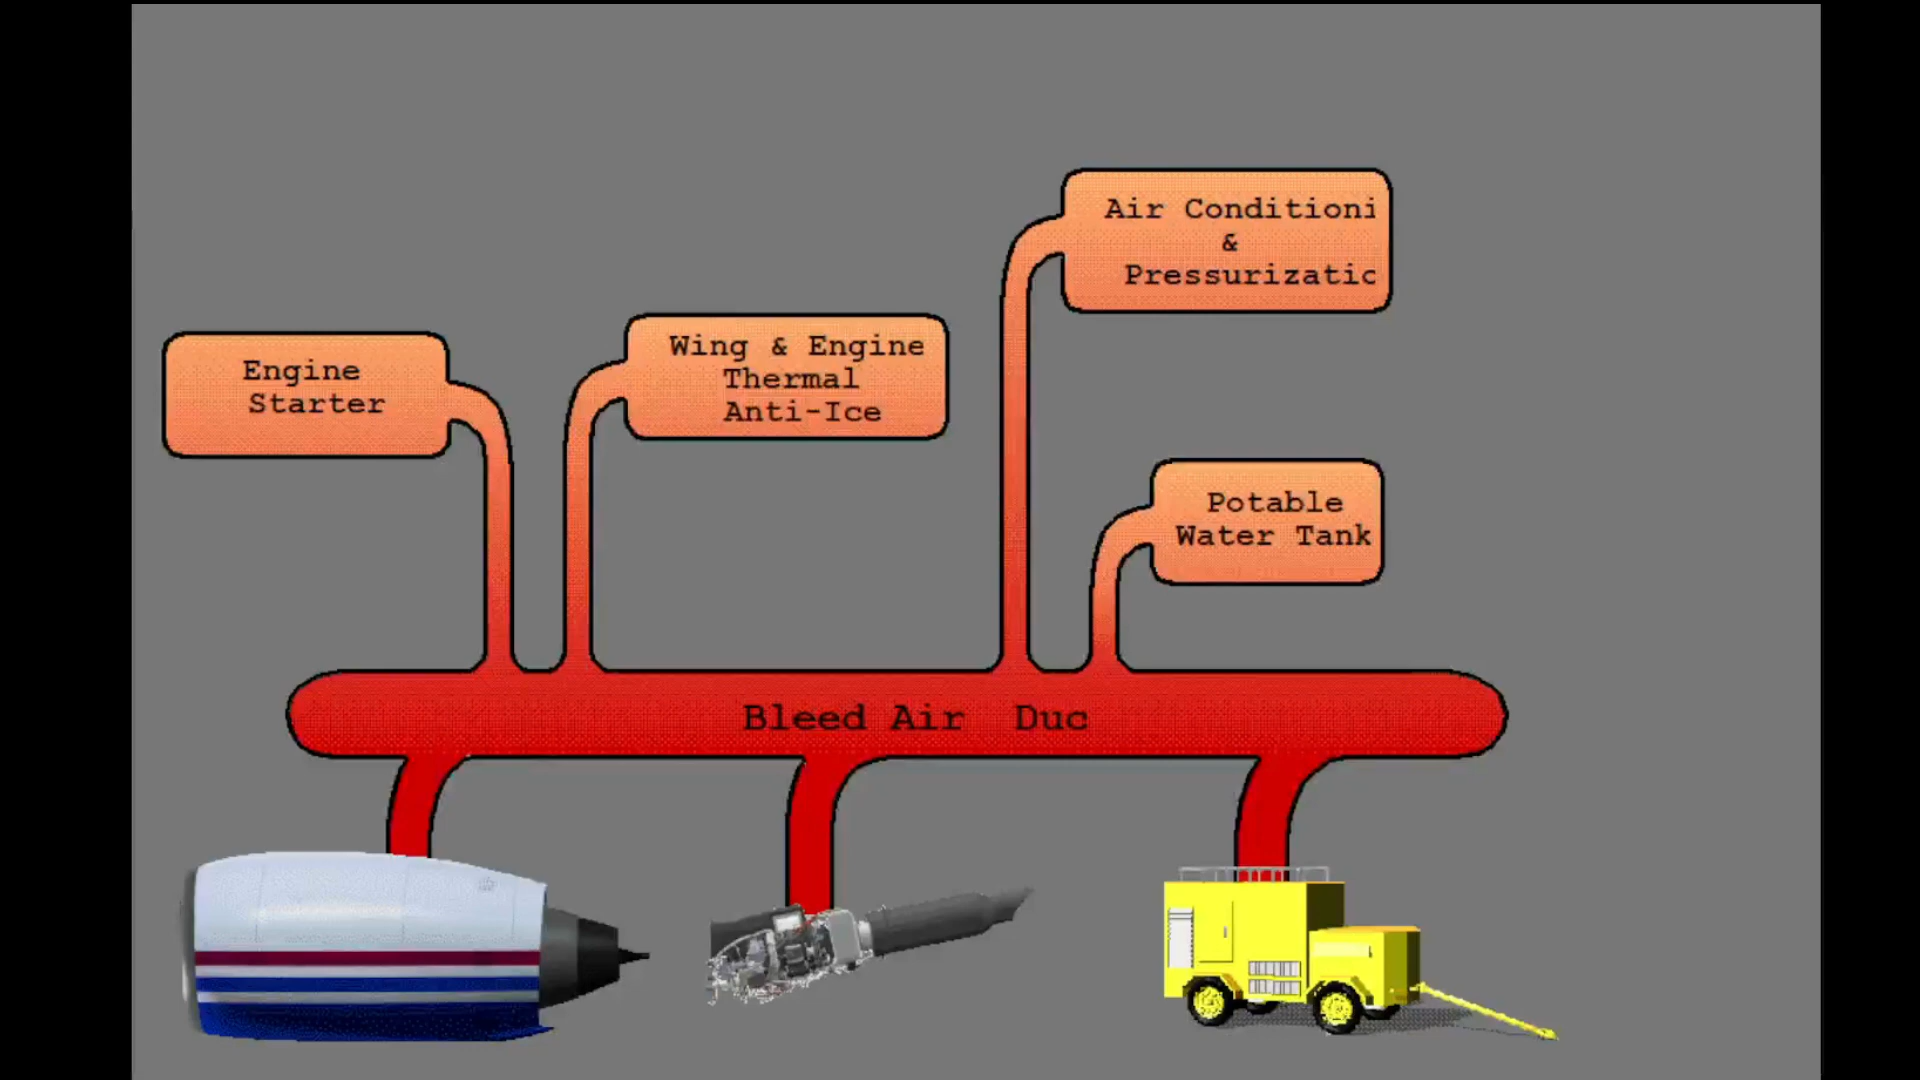 Air Conditioni
&
Pressurizatic
Wing & Engine
Thermal
Anti-Ice
Engine
Starter
Potable
Water Tank
Bleed Air Duc